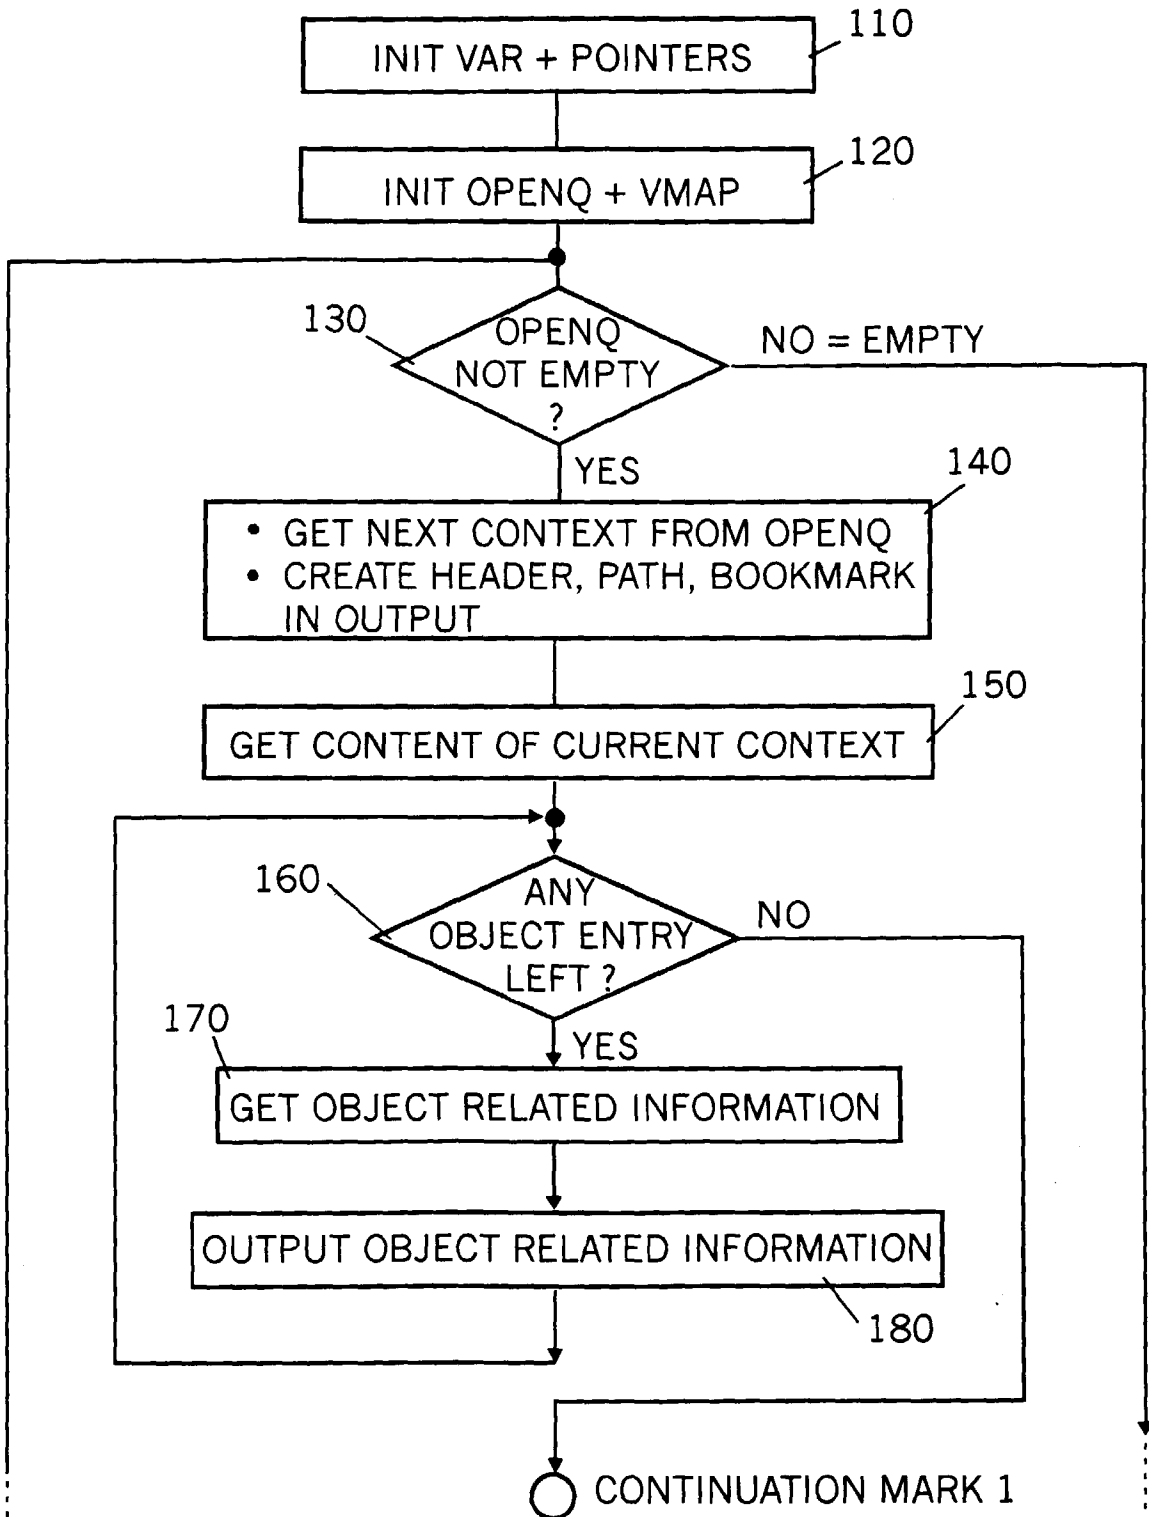 110
INIT VAR + POINTERS
120
INIT OPENQ + VMAP
130
OPENQ
NOT EMPTY
?
NO = EMPTY
YES
140
• GET NEXT CONTEXT FROM OPENQ
• CREATE HEADER, PATH, BOOKMARK
IN OUTPUT
150
GET CONTENT OF CURRENT CONTEXT
160
ANY
OBJECT ENTRY
LEFT ?
NO
170
YES
GET OBJECT RELATED INFORMATION
OUTPUT OBJECT RELATED INFORMATION
180
CONTINUATION MARK 1